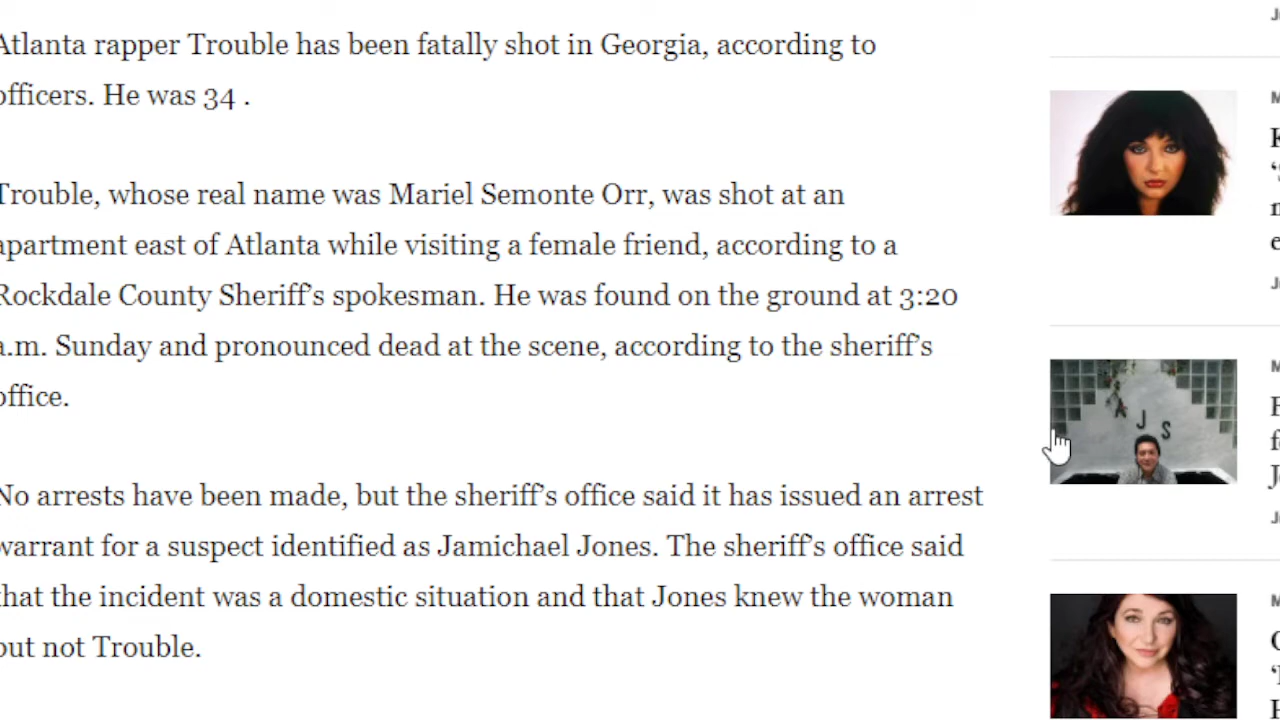 Atlanta rapper Trouble has been fatally shot in Georgia, according to
officers. He was 34 .
Trouble, whose real name was Mariel Semonte Orr, was shot at an
apartment east of Atlanta while visiting a female friend, according to a
Rockdale County Sheriff's spokesman. He was found on the ground at 3:20
a.m. Sunday and pronounced dead at the scene, according to the sheriff's
office.
No arrests have been made, but the sheriff's office said it has issued an arrest
warrant for a suspect identified as Jamichael Jones. The sheriff's office said
that the incident was a domestic situation and that Jones knew the woman
but not Trouble.
A J S